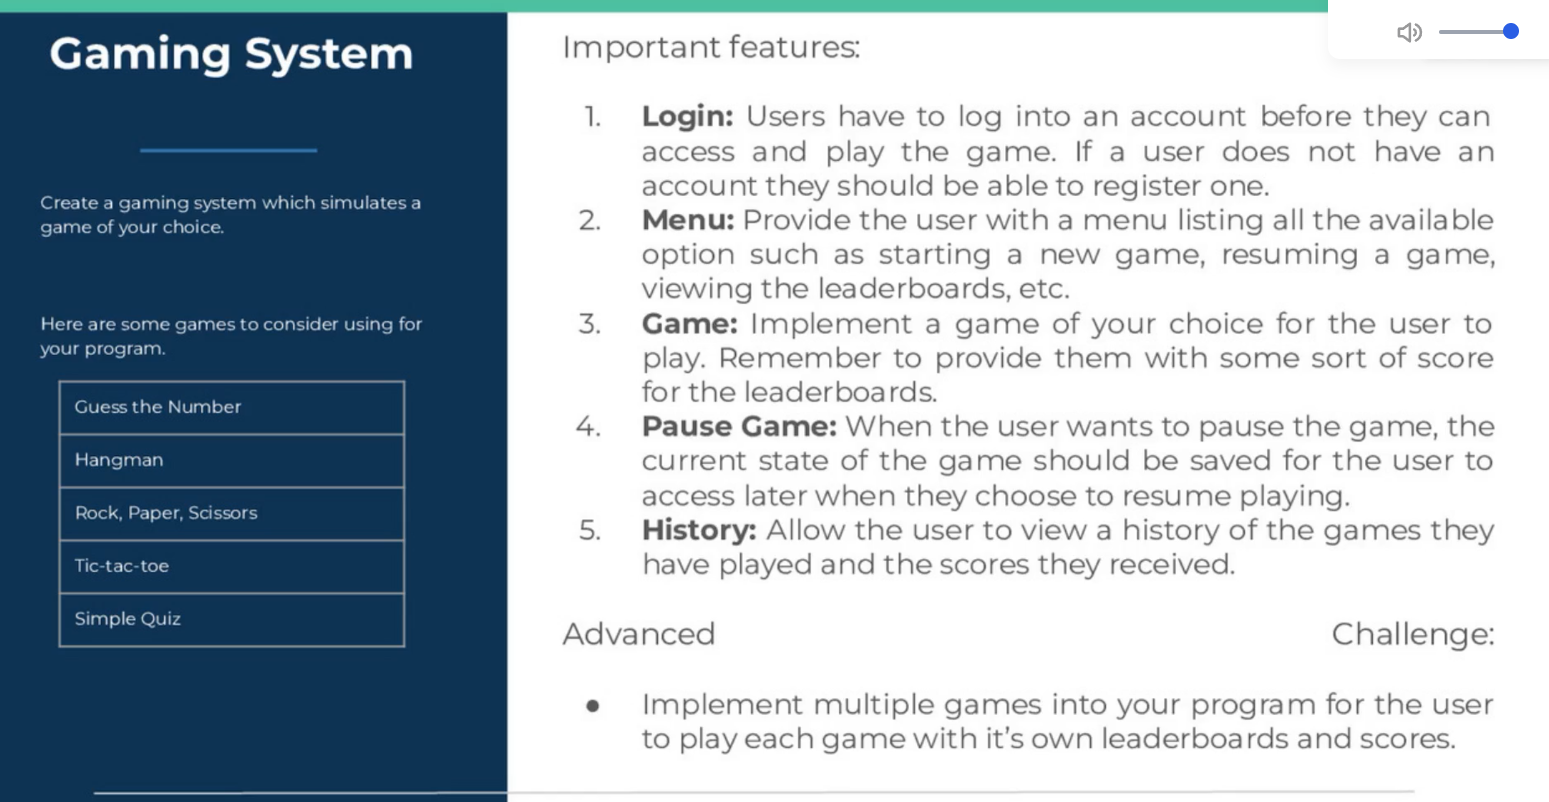 Gaming System
Create a gaming system which simulates a
game of your choice.
Here are some games to consider using for
your program.
Guess the Number
Hangman
Rock, Paper, Scissors
Tic-tac-toe
Simple Quiz
Important features:
1. Login: Users have to log into an account before they can
access and play the game. If a user does not have an
account they should be able to register one.
2. Menu: Provide the user with a menu listing all the available
option such as starting a new game, resuming a game,
viewing the leaderboards, etc.
3. Game: Implement a game of your choice for the user to
play. Remember to provide them with some sort of score
for the leaderboards.
4. Pause Game: When the user wants to pause the game, the
current state of the game should be saved for the user to
access later when they choose to resume playing.
5. History: Allow the user to view a history of the games they
have played and the scores they received.
Advanced Challenge:
● Implement multiple games into your program for the user
to play each game with it's own leaderboards and scores.